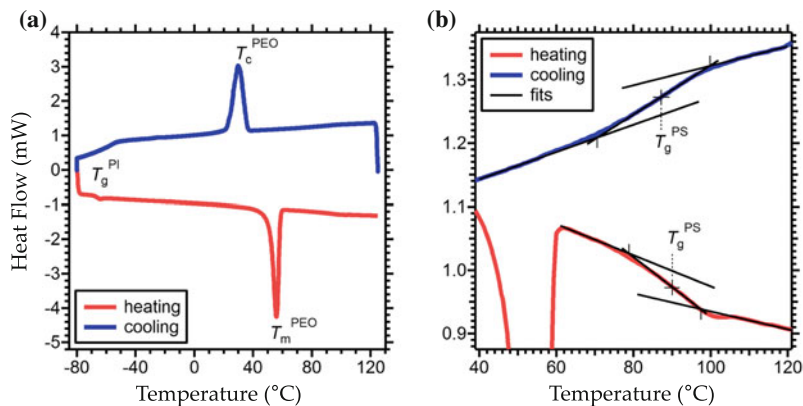 (a)
4
3
2
1
0
-1
-2
-3
-4
-5
T_c^PEO
T_g^PI
T_m^PEO
heating
cooling
-80
-40
0
40
80
120
Heat Flow (mW)
Temperature (°C)
(b)
heating
cooling
fits
1.3
1.2
1.1
1.0
0.9
T_g^PS
T_g^PS
40
60
80
100
120
Temperature (°C)